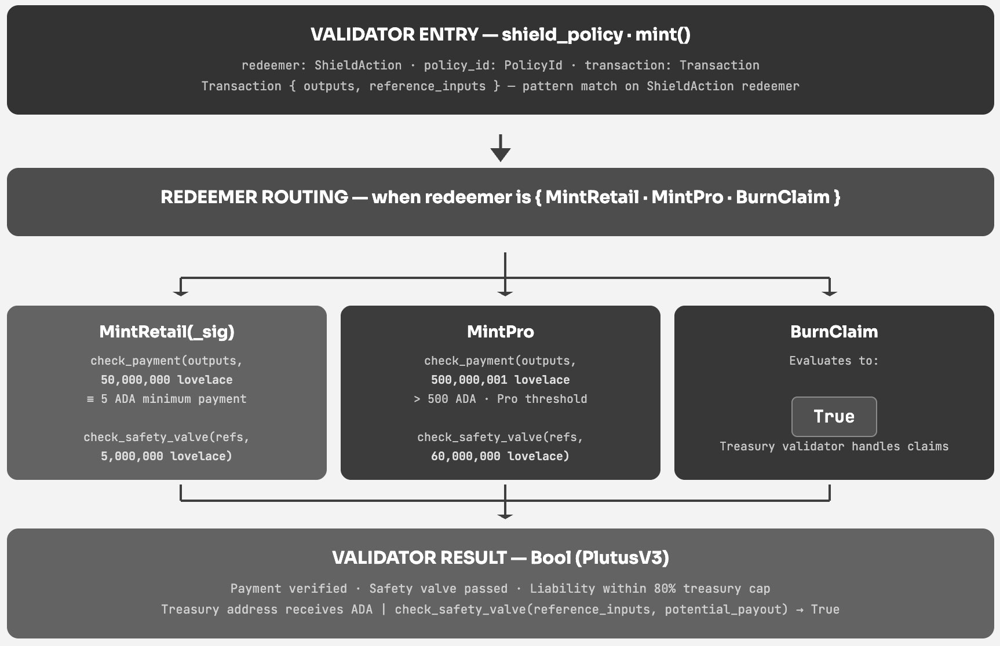 VALIDATOR ENTRY — shield_policy · mint()
redeemer: ShieldAction · policy_id: PolicyId · transaction: Transaction
Transaction { outputs, reference_inputs } — pattern match on ShieldAction redeemer
REDEEMER ROUTING — when redeemer is { MintRetail · MintPro · BurnClaim }
MintRetail(_sig)
check_payment(outputs,
50,000,000 lovelace
≡ 5 ADA minimum payment
check_safety_valve(refs,
5,000,000 lovelace)
MintPro
check_payment(outputs,
500,000,001 lovelace
> 500 ADA · Pro threshold
check_safety_valve(refs,
60,000,000 lovelace)
BurnClaim
Evaluates to:
True
Treasury validator handles claims
VALIDATOR RESULT — Bool (PlutusV3)
Payment verified · Safety valve passed · Liability within 80% treasury cap
Treasury address receives ADA | check_safety_valve(reference_inputs, potential_payout) → True